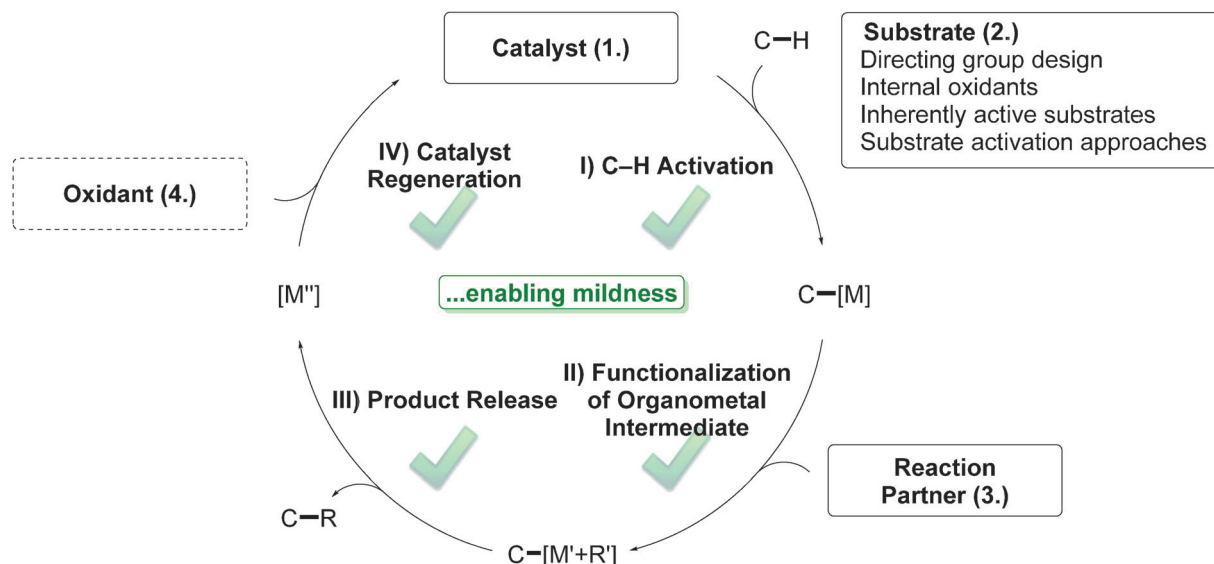 Catalyst (1.)
C–H
Substrate (2.)
Directing group design
Internal oxidants
Inherently active substrates
Substrate activation approaches
IV) Catalyst
Regeneration
I) C–H Activation
Oxidant (4.)
[M'']
...enabling mildness
C–[M]
III) Product Release
II) Functionalization
of Organometal
Intermediate
Reaction
Partner (3.)
C–R
C–[M'+R']